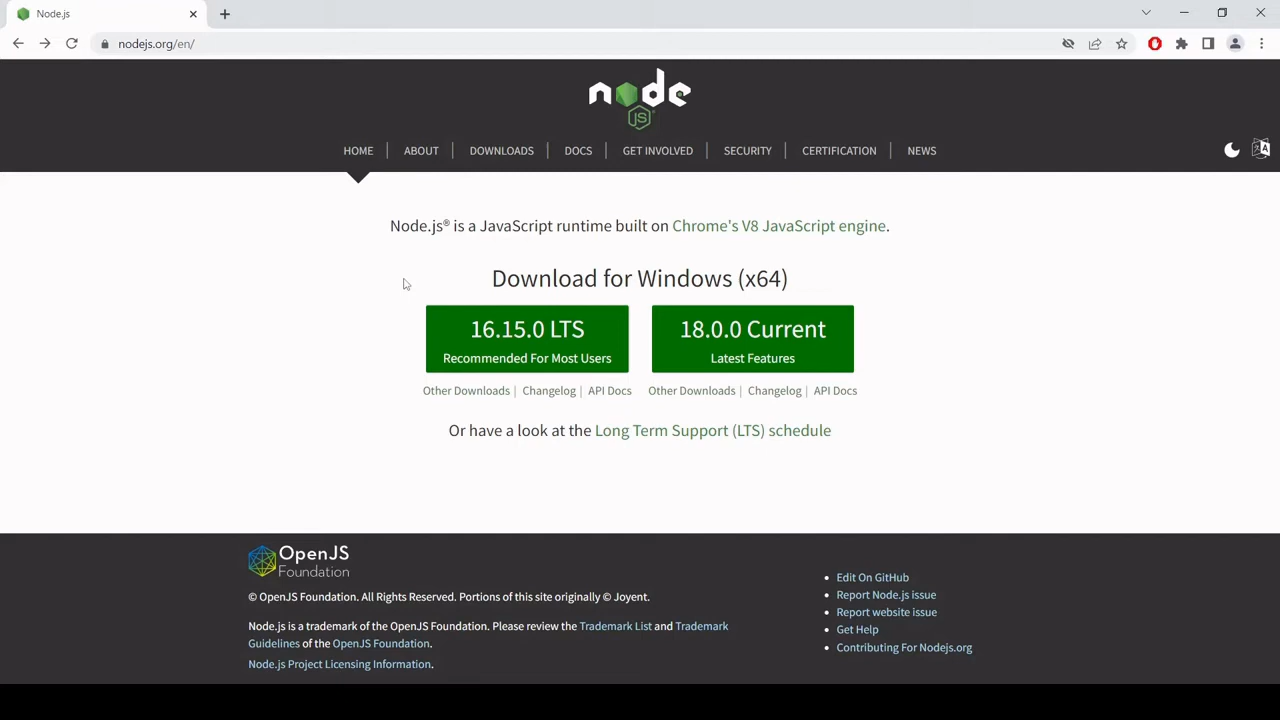 Node.js
nodejs.org/en/
node
JS
HOME | ABOUT | DOWNLOADS | DOCS | GET INVOLVED | SECURITY | CERTIFICATION | NEWS
Node.js® is a JavaScript runtime built on Chrome's V8 JavaScript engine.
Download for Windows (x64)
16.15.0 LTS
Recommended For Most Users
18.0.0 Current
Latest Features
Other Downloads | Changelog | API Docs
Other Downloads | Changelog | API Docs
Or have a look at the Long Term Support (LTS) schedule
OpenJS
Foundation
© OpenJS Foundation. All Rights Reserved. Portions of this site originally © Joyent.
Node.js is a trademark of the OpenJS Foundation. Please review the Trademark List and Trademark
Guidelines of the OpenJS Foundation.
Node.js Project Licensing Information.
Edit On GitHub
Report Node.js issue
Report website issue
Get Help
Contributing For Nodejs.org